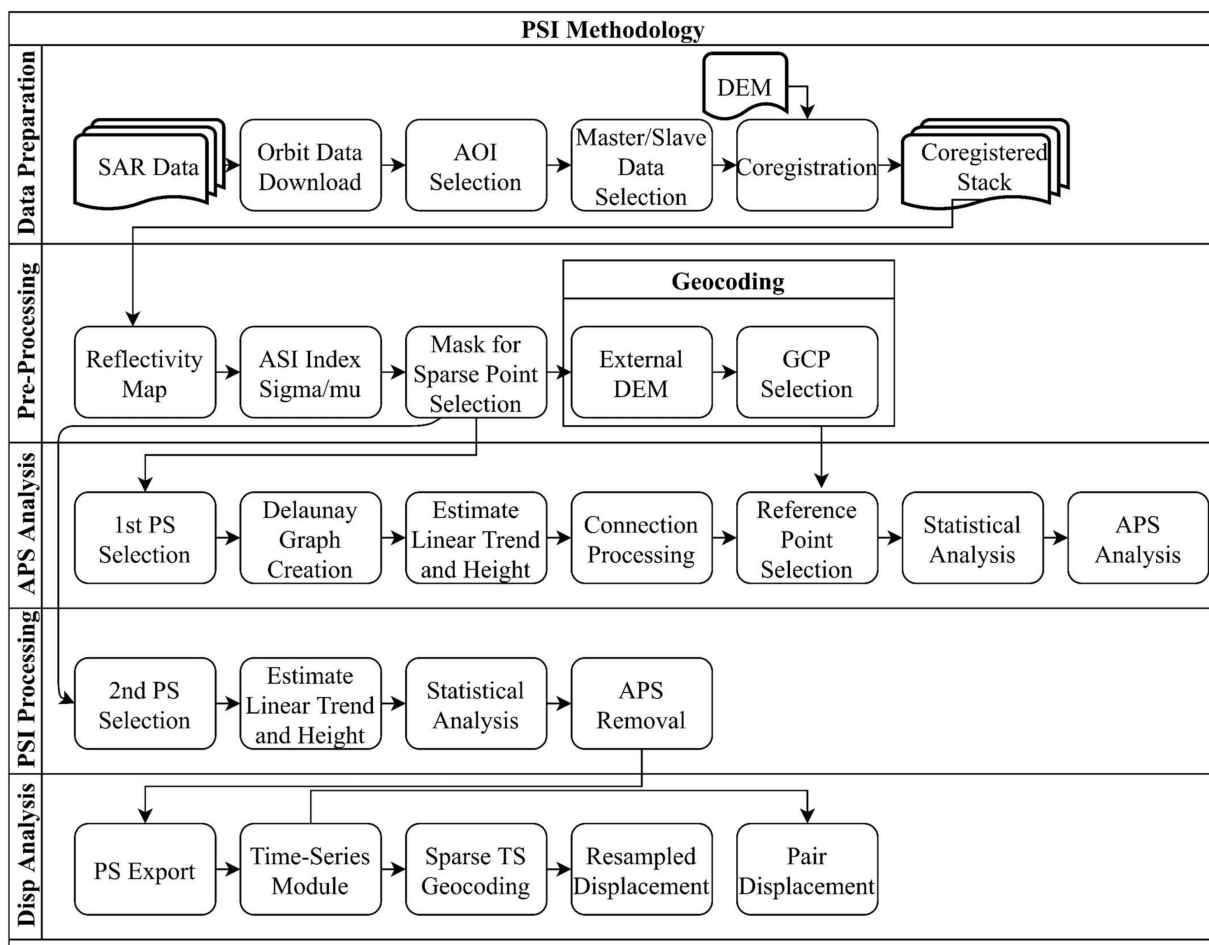 PSI Methodology
Data Preparation
DEM
SAR Data
Orbit Data
Download
AOI
Selection
Master/Slave
Data
Selection
Coregistration
Coregistered
Stack
Pre-Processing
Geocoding
Reflectivity
Map
ASI Index
Sigma/mu
Mask for
Sparse Point
Selection
External
DEM
GCP
Selection
APS Analysis
1st PS
Selection
Delaunay
Graph
Creation
Estimate
Linear Trend
and Height
Connection
Processing
Reference
Point
Selection
Statistical
Analysis
APS
Analysis
PSI Processing
2nd PS
Selection
Estimate
Linear Trend
and Height
Statistical
Analysis
APS
Removal
Disp Analysis
PS Export
Time-Series
Module
Sparse TS
Geocoding
Resampled
Displacement
Pair
Displacement